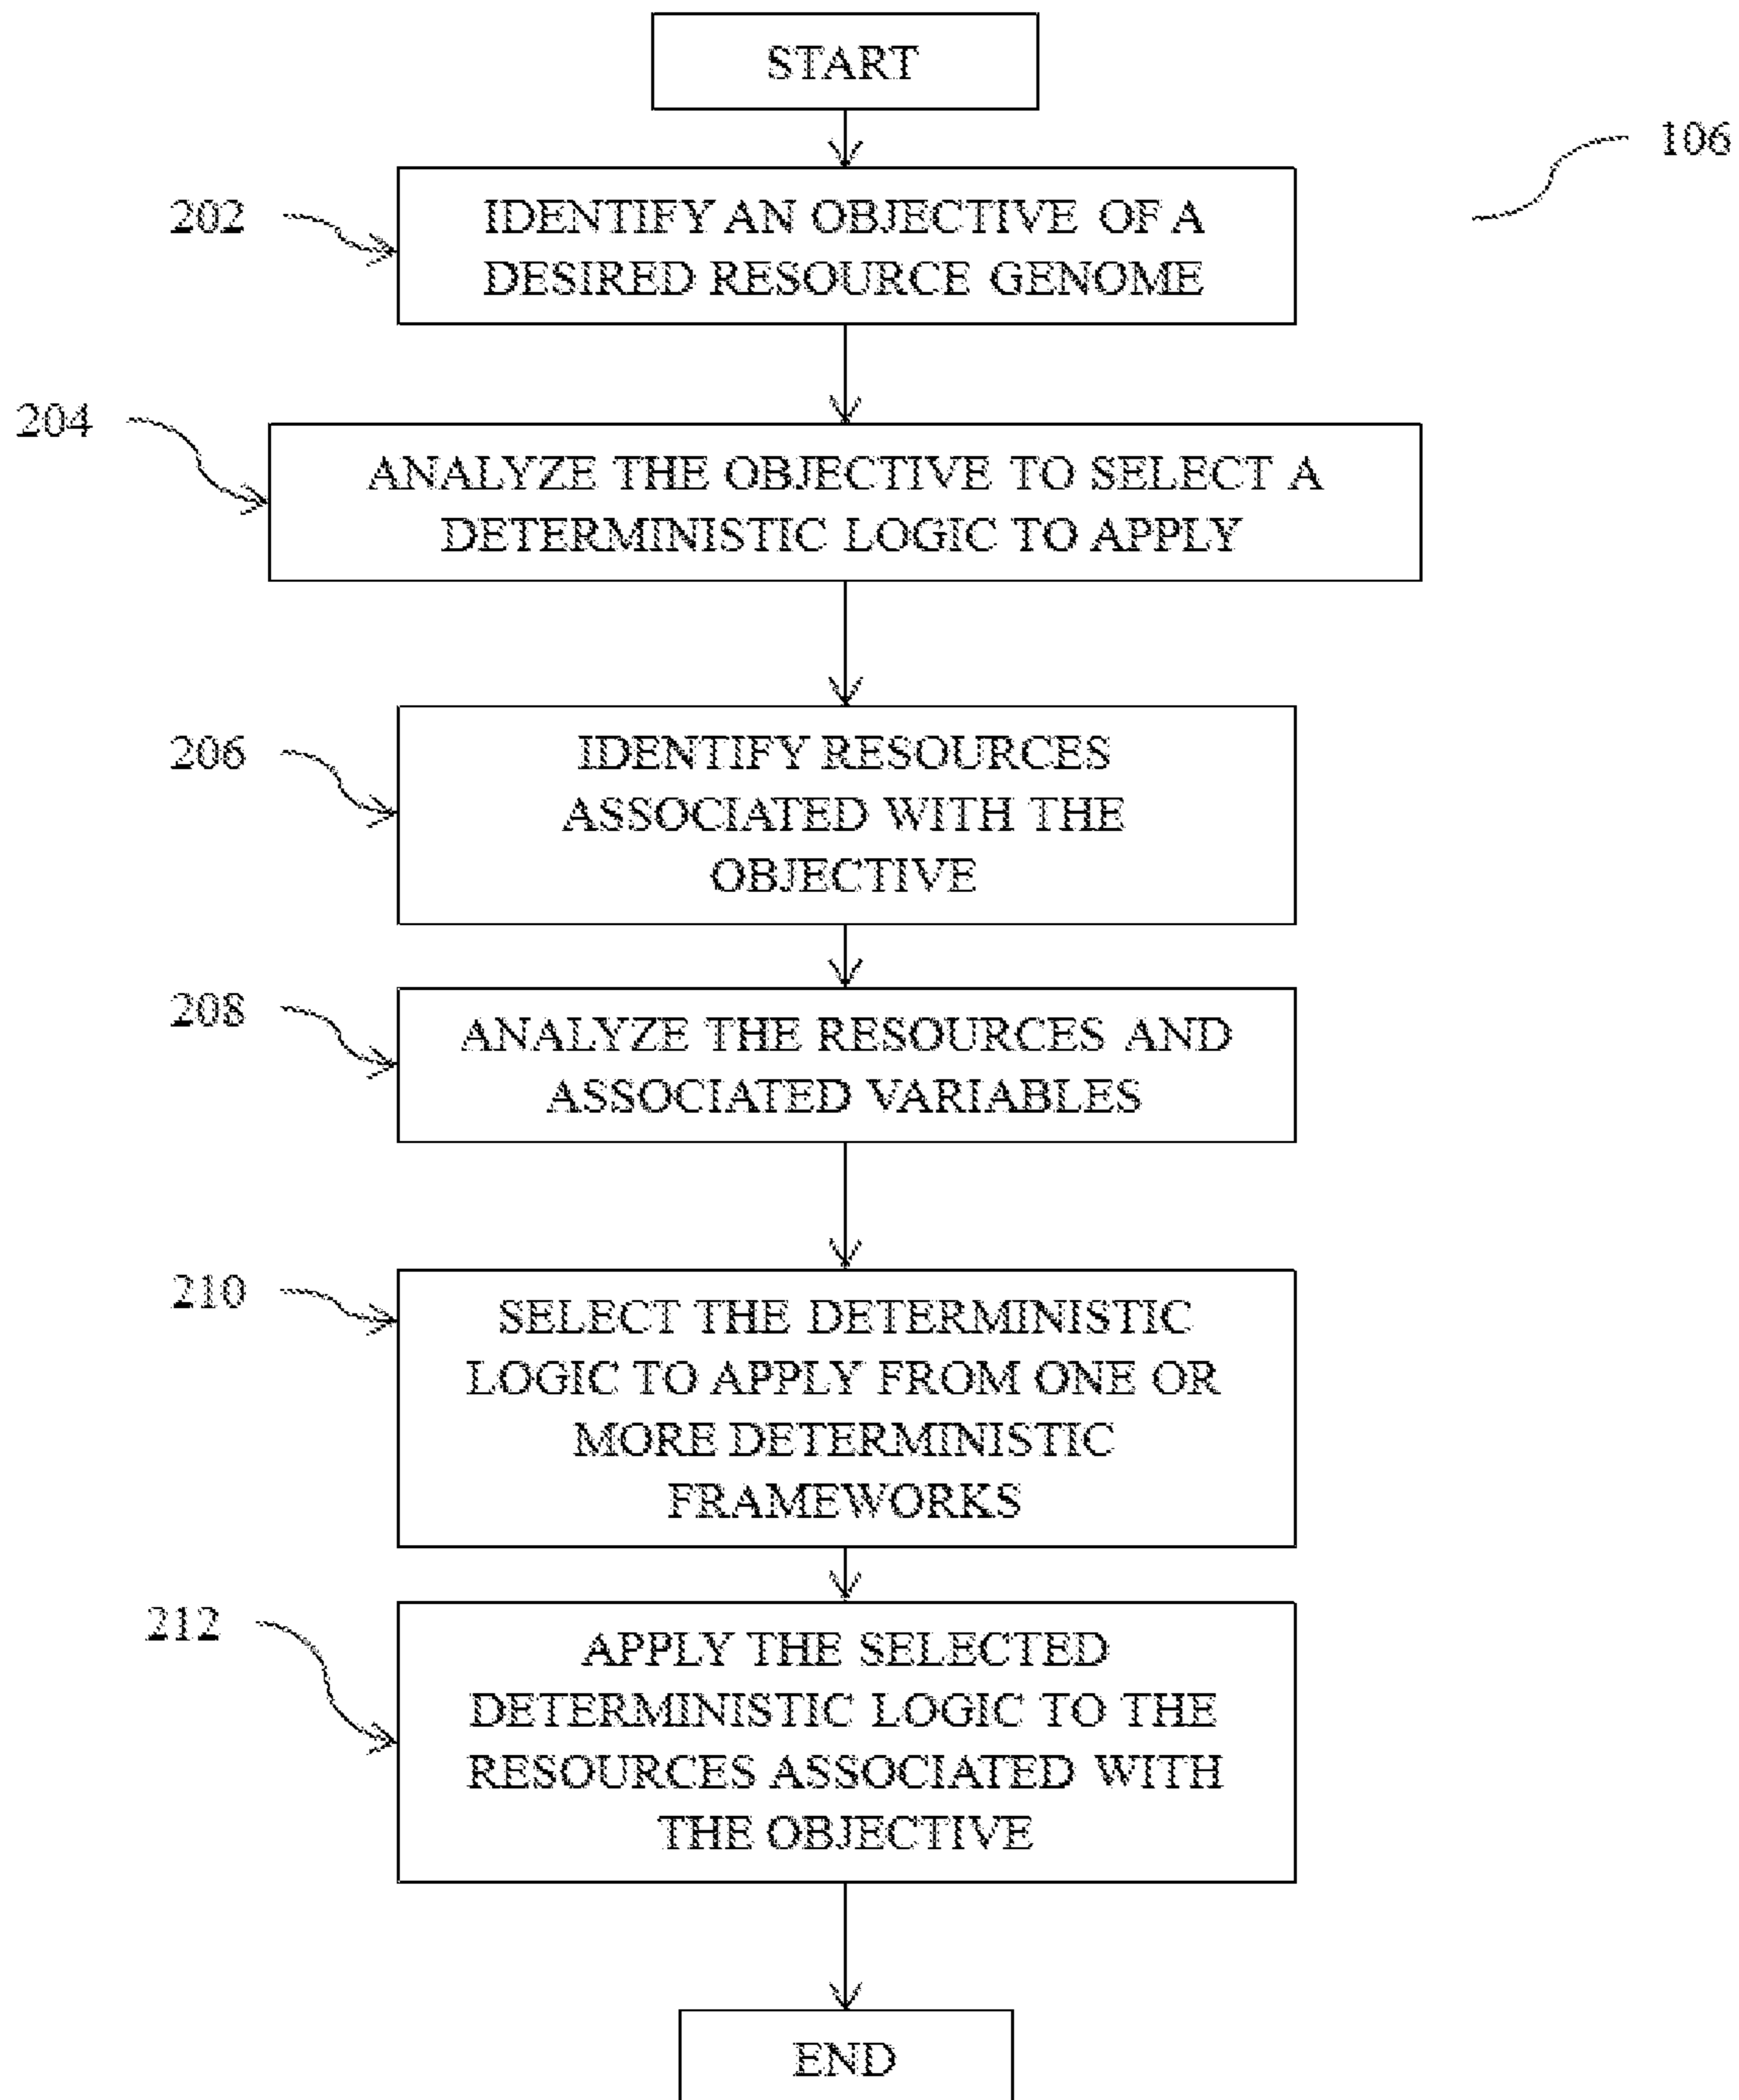 START
106
202
IDENTIFY AN OBJECTIVE OF A
DESIRED RESOURCE GENOME
204
ANALYZE THE OBJECTIVE TO SELECT A
DETERMINISTIC LOGIC TO APPLY
206
IDENTIFY RESOURCES
ASSOCIATED WITH THE
OBJECTIVE
208
ANALYZE THE RESOURCES AND
ASSOCIATED VARIABLES
210
SELECT THE DETERMINISTIC
LOGIC TO APPLY FROM ONE OR
MORE DETERMINISTIC
FRAMEWORKS
212
APPLY THE SELECTED
DETERMINISTIC LOGIC TO THE
RESOURCES ASSOCIATED WITH
THE OBJECTIVE
END